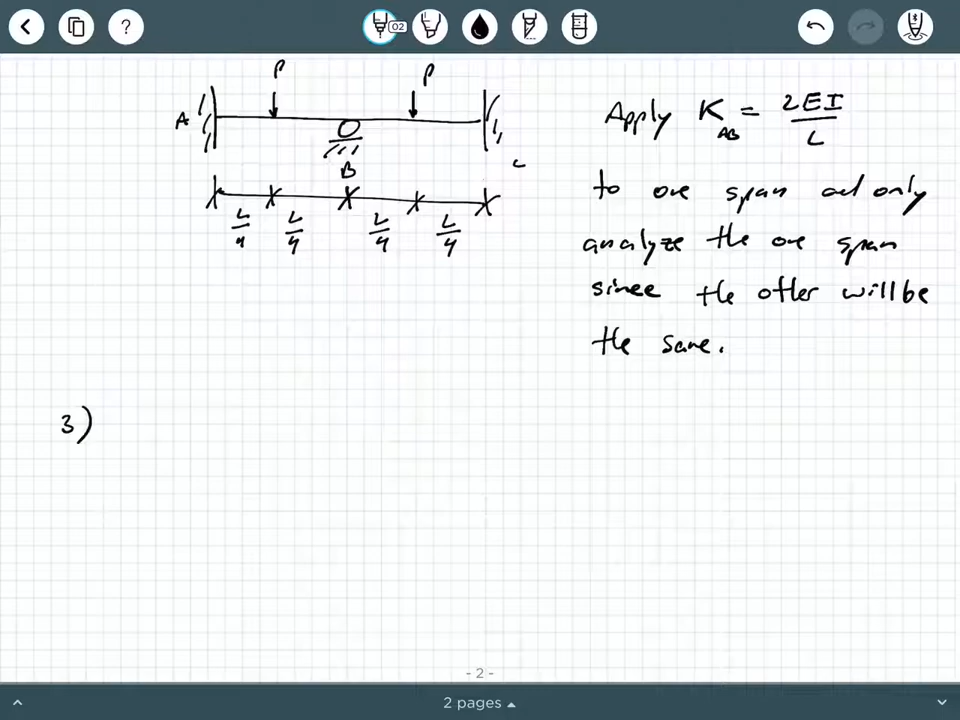 ?
02
P
P
A
B
L
L/4
L/4
L/4
L/4
Apply K_AB = 2EI/L
to one span and only
analyze the one span
since the other will be
the same.
3)
- 2 -
2 pages